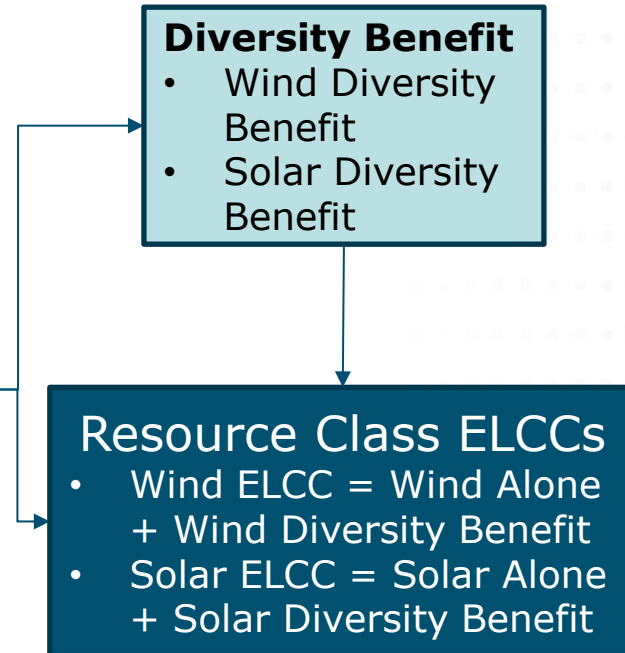 Diversity Benefit
• Wind Diversity
Benefit
• Solar Diversity
Benefit
Resource Class ELCCs
• Wind ELCC = Wind Alone
+ Wind Diversity Benefit
• Solar ELCC = Solar Alone
+ Solar Diversity Benefit